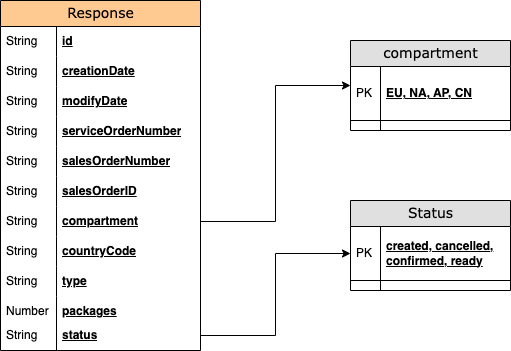 Response
String id
String creationDate
String modifyDate
String serviceOrderNumber
String salesOrderNumber
String salesOrderID
String compartment
String countryCode
String type
Number packages
String status
compartment
PK EU, NA, AP, CN
Status
PK created, cancelled,
confirmed, ready